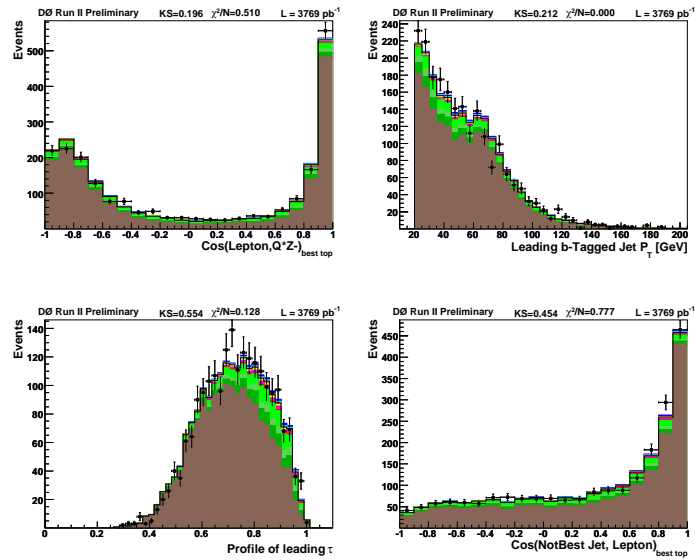 DØ Run II Preliminary KS=0.196 χ²/N=0.510 L = 3769 pb⁻¹
Events
500
400
300
200
100
-1 -0.8 -0.6 -0.4 -0.2 -0 0.2 0.4 0.6 0.8 1
Cos(Lepton,Q*Z-)best top
DØ Run II Preliminary KS=0.212 χ²/N=0.000 L = 3769 pb⁻¹
Events
240
220
200
180
160
140
120
100
80
60
40
20
20 40 60 80 100 120 140 160 180 200
Leading b-Tagged Jet P_T [GeV]
DØ Run II Preliminary KS=0.554 χ²/N=0.128 L = 3769 pb⁻¹
Events
140
120
100
80
60
40
20
0 0.2 0.4 0.6 0.8 1
Profile of leading τ
DØ Run II Preliminary KS=0.454 χ²/N=0.777 L = 3769 pb⁻¹
Events
450
400
350
300
250
200
150
100
50
-1 -0.8 -0.6 -0.4 -0.2 -0 0.2 0.4 0.6 0.8 1
Cos(NotBest Jet, Lepton)best top